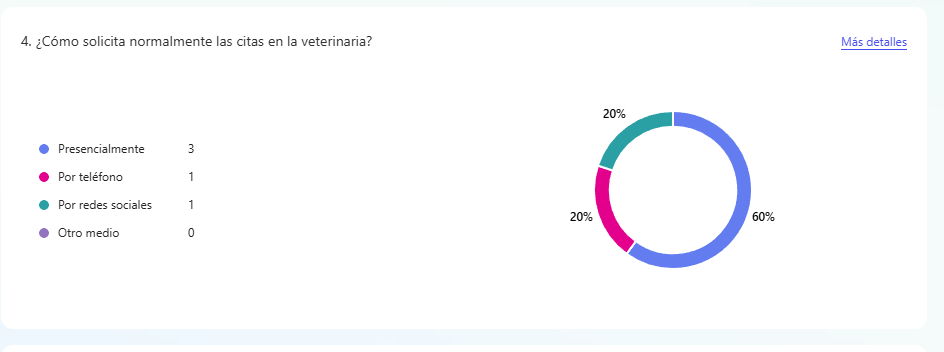 4. ¿Cómo solicita normalmente las citas en la veterinaria?
Más detalles
Presencialmente 3
Por teléfono 1
Por redes sociales 1
Otro medio 0
20%
20%
60%